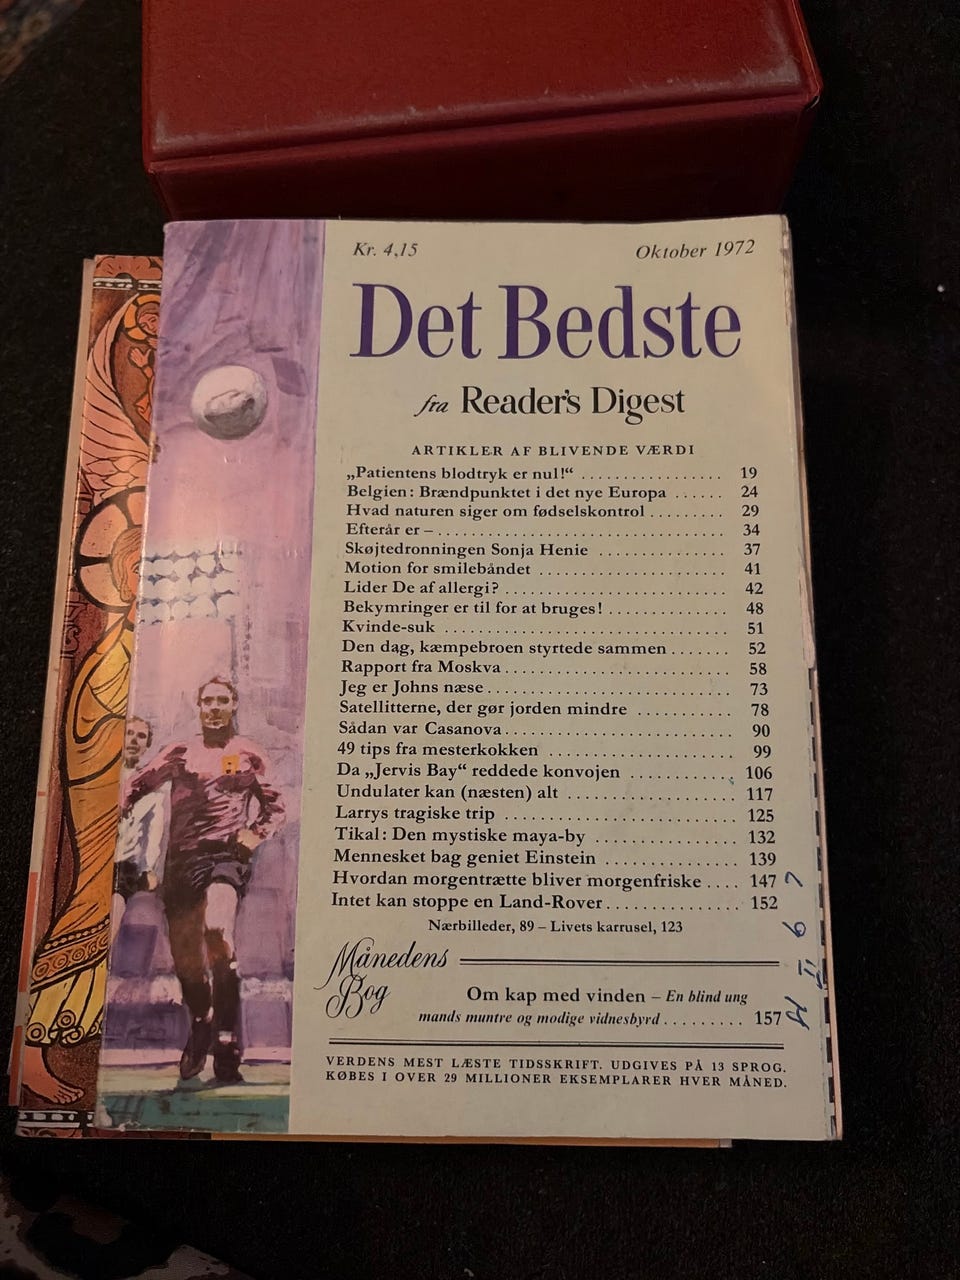 Kr. 4,15 Oktober 1972
Det Bedste
fra Reader's Digest
ARTIKLER AF BLIVENDE VÆRDI
„Patientens blodtryk er nul!“ ................ 19
Belgien: Brændpunktet i det nye Europa ...... 24
Hvad naturen siger om fødselskontrol ......... 29
Efterår er – ................................ 34
Skøjtedronningen Sonja Henie ............... 37
Motion for smilebåndet ...................... 41
Lider De af allergi? ......................... 42
Bekymringer er til for at bruges! ............. 48
Kvinde-suk ................................. 51
Den dag, kæmpebroen styrtede sammen ....... 52
Rapport fra Moskva .......................... 58
Jeg er Johns næse ............................ 73
Satellitterne, der gør jorden mindre ........... 78
Sådan var Casanova .......................... 90
49 tips fra mesterkokken ...................... 99
Da „Jervis Bay“ reddede konvojen ............ 106
Undulater kan (næsten) alt ................... 117
Larrys tragiske trip .......................... 125
Tikal: Den mystiske maya-by ................ 132
Mennesket bag geniet Einstein ............... 139
Hvordan morgentrætte bliver morgenfriske .... 147
Intet kan stoppe en Land-Rover ............... 152
Nærbilleder, 89 – Livets karrusel, 123
Månedens
Bog
Om kap med vinden – En blind ung
mands muntre og modige vidnesbyrd ......... 157
VERDENS MEST LÆSTE TIDSSKRIFT. UDGIVES PÅ 13 SPROG.
KØBES I OVER 29 MILLIONER EKSEMPLARER HVER MÅNED.